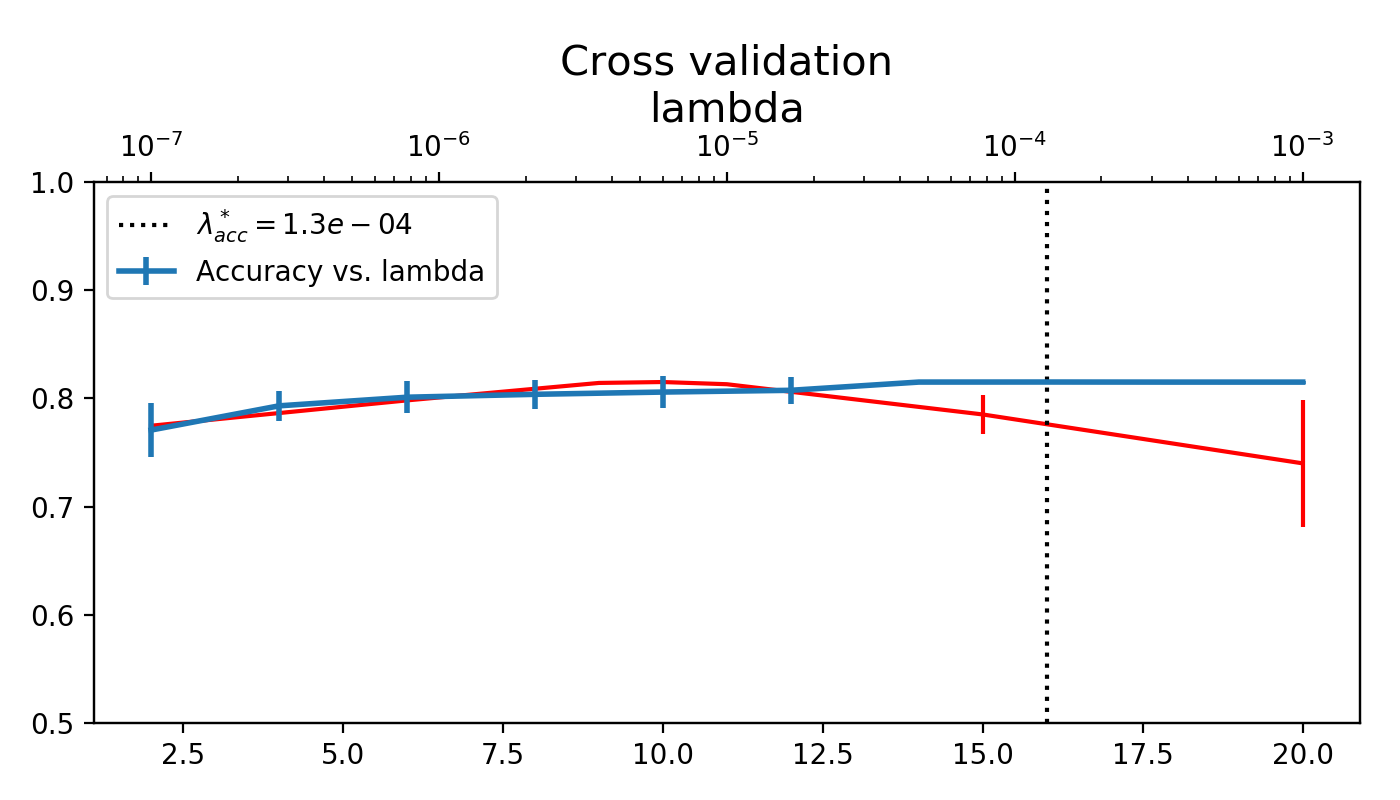 Cross validation
lambda
10⁻⁷ 10⁻⁶ 10⁻⁵ 10⁻⁴ 10⁻³
1.0
λ*acc = 1.3e − 04
Accuracy vs. lambda
0.9
0.8
0.7
0.6
0.5
2.5 5.0 7.5 10.0 12.5 15.0 17.5 20.0